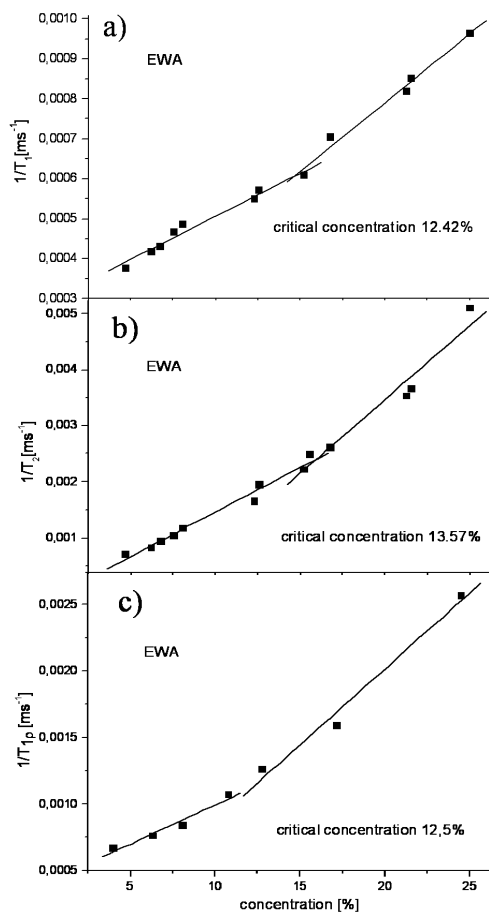 a)
EWA
0,0010
0,0009
0,0008
0,0007
0,0006
0,0005
0,0004
0,0003
1/T1[ms-1]
critical concentration 12.42%
b)
EWA
0,005
0,004
0,003
0,002
0,001
1/T2[ms-1]
critical concentration 13.57%
c)
EWA
0,0025
0,0020
0,0015
0,0010
0,0005
1/T1ρ [ms-1]
critical concentration 12,5%
5 10 15 20 25
concentration [%]